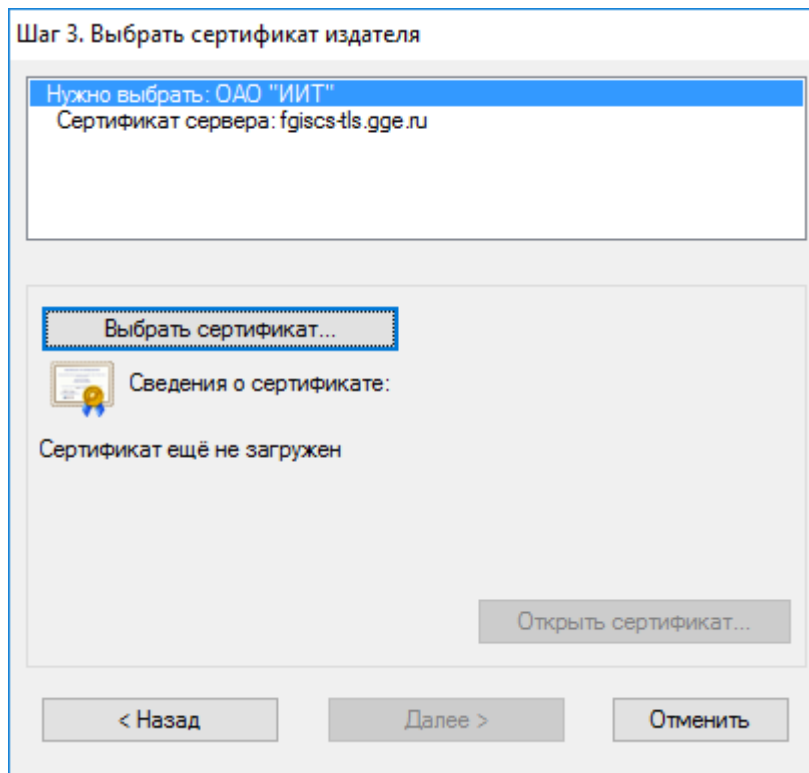 Шаг 3. Выбрать сертификат издателя
Нужно выбрать: ОАО "ИИТ"
Сертификат сервера: fgiscs-tls.gge.ru
Выбрать сертификат...
Сведения о сертификате:
Сертификат ещё не загружен
Открыть сертификат...
< Назад
Далее >
Отменить